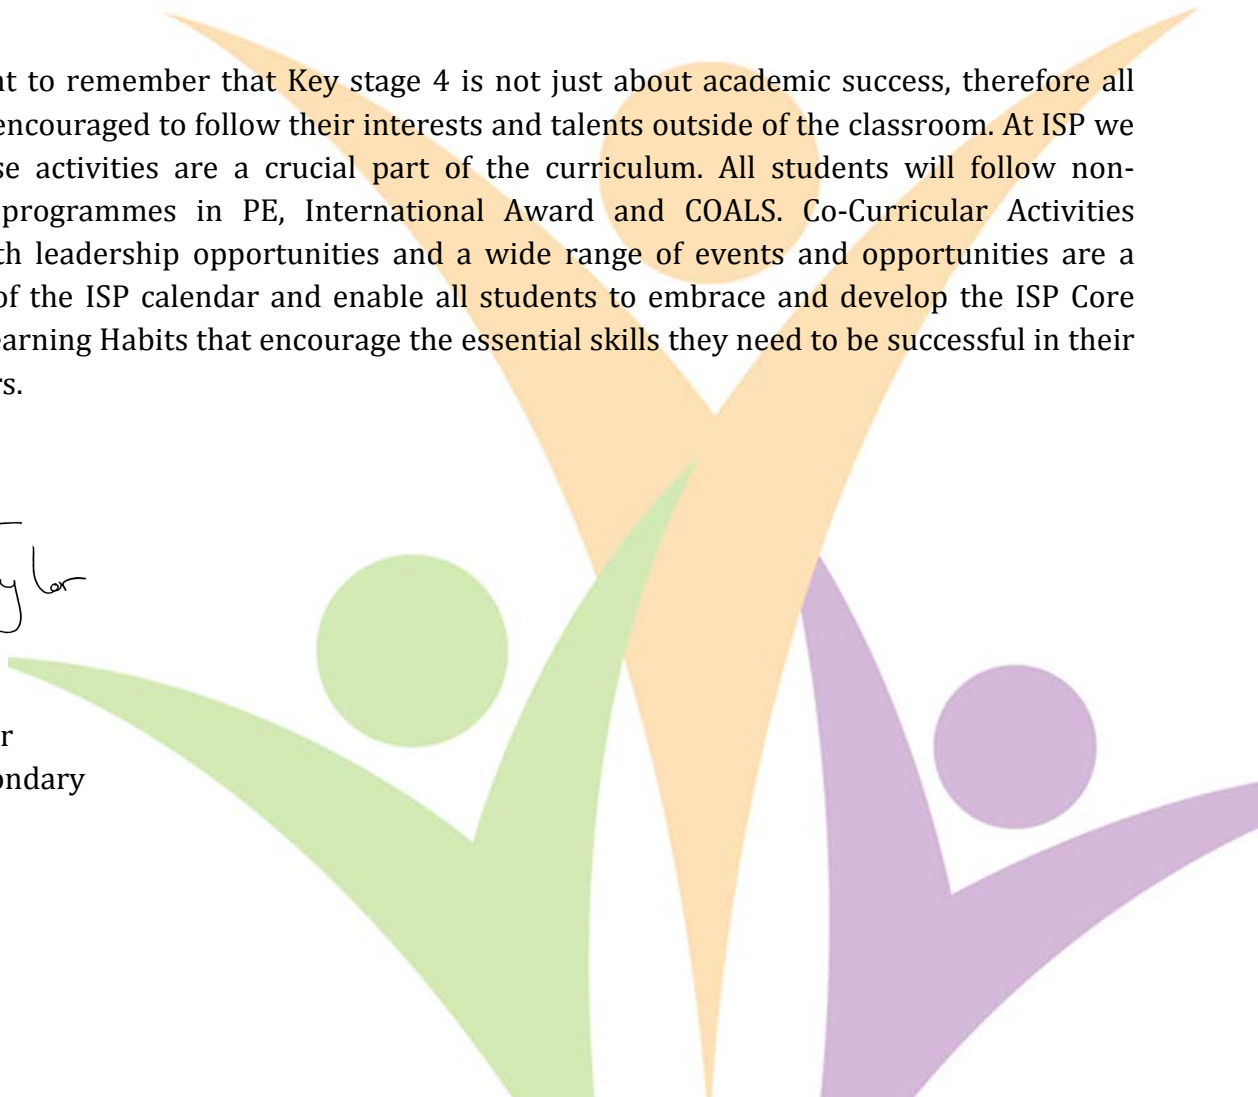 nt to remember that Key stage 4 is not just about academic success, therefore all
encouraged to follow their interests and talents outside of the classroom. At ISP we
se activities are a crucial part of the curriculum. All students will follow non-
programmes in PE, International Award and COALS. Co-Curricular Activities
th leadership opportunities and a wide range of events and opportunities are a
of the ISP calendar and enable all students to embrace and develop the ISP Core
earning Habits that encourage the essential skills they need to be successful in their
rs.
ylor
r
ondary